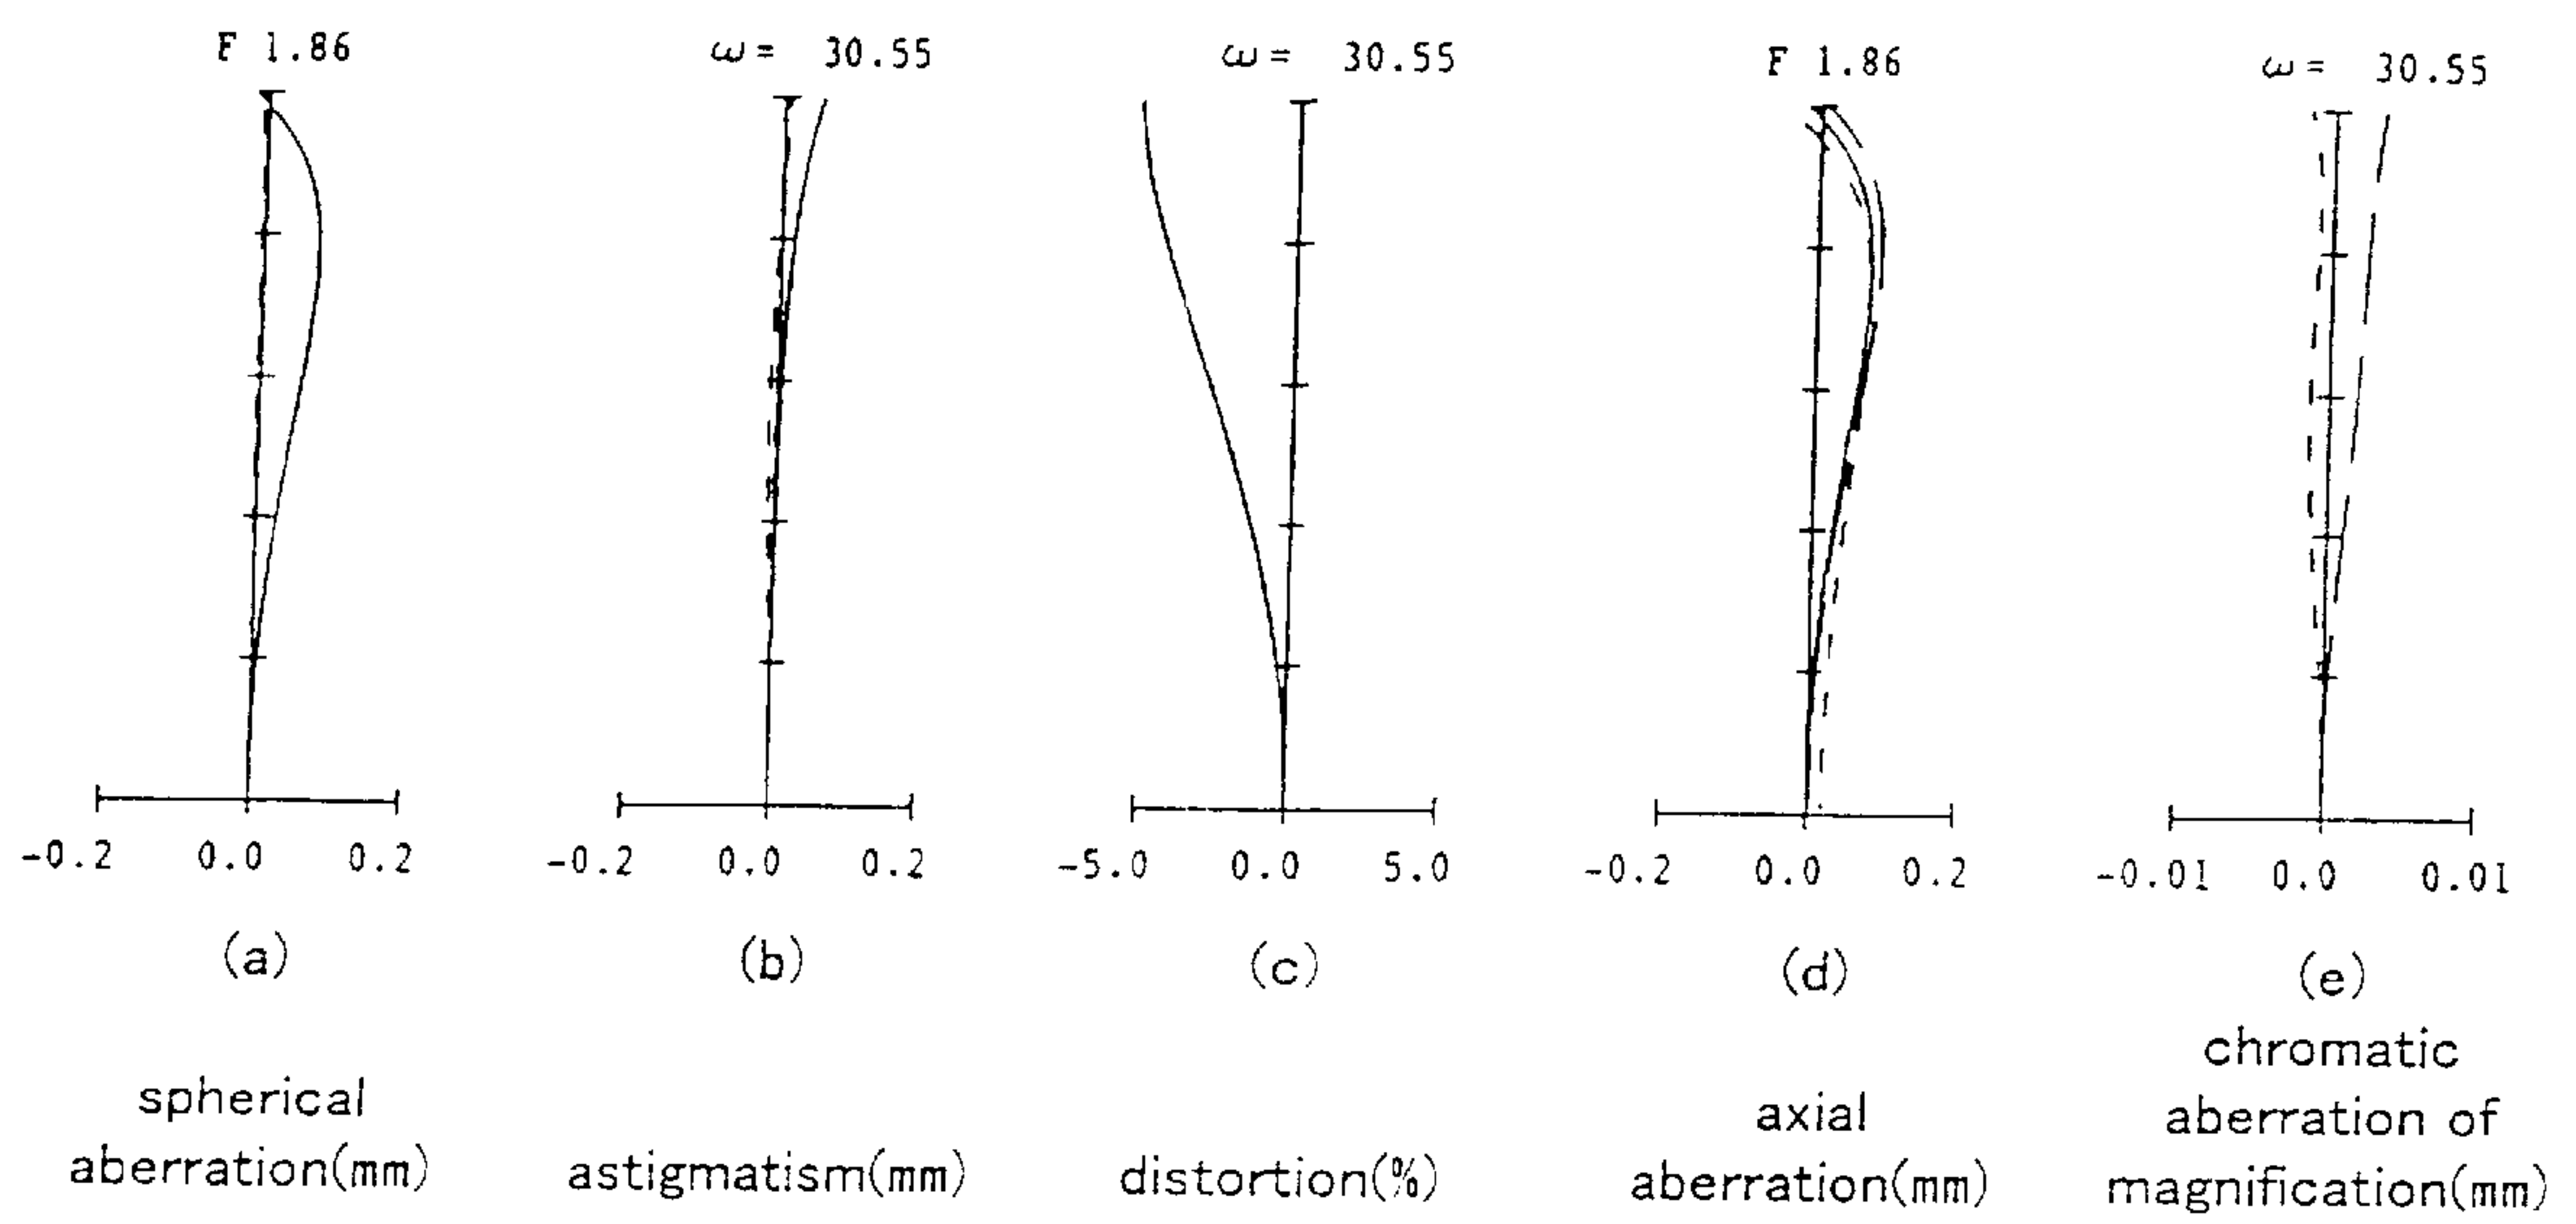 F 1.86
ω = 30.55
ω = 30.55
F 1.86
ω = 30.55
-0.2 0.0 0.2
-0.2 0.0 0.2
-5.0 0.0 5.0
-0.2 0.0 0.2
-0.01 0.0 0.01
(a)
(b)
(c)
(d)
(e)
spherical
aberration(mm)
astigmatism(mm)
distortion(%)
axial
aberration(mm)
chromatic
aberration of
magnification(mm)